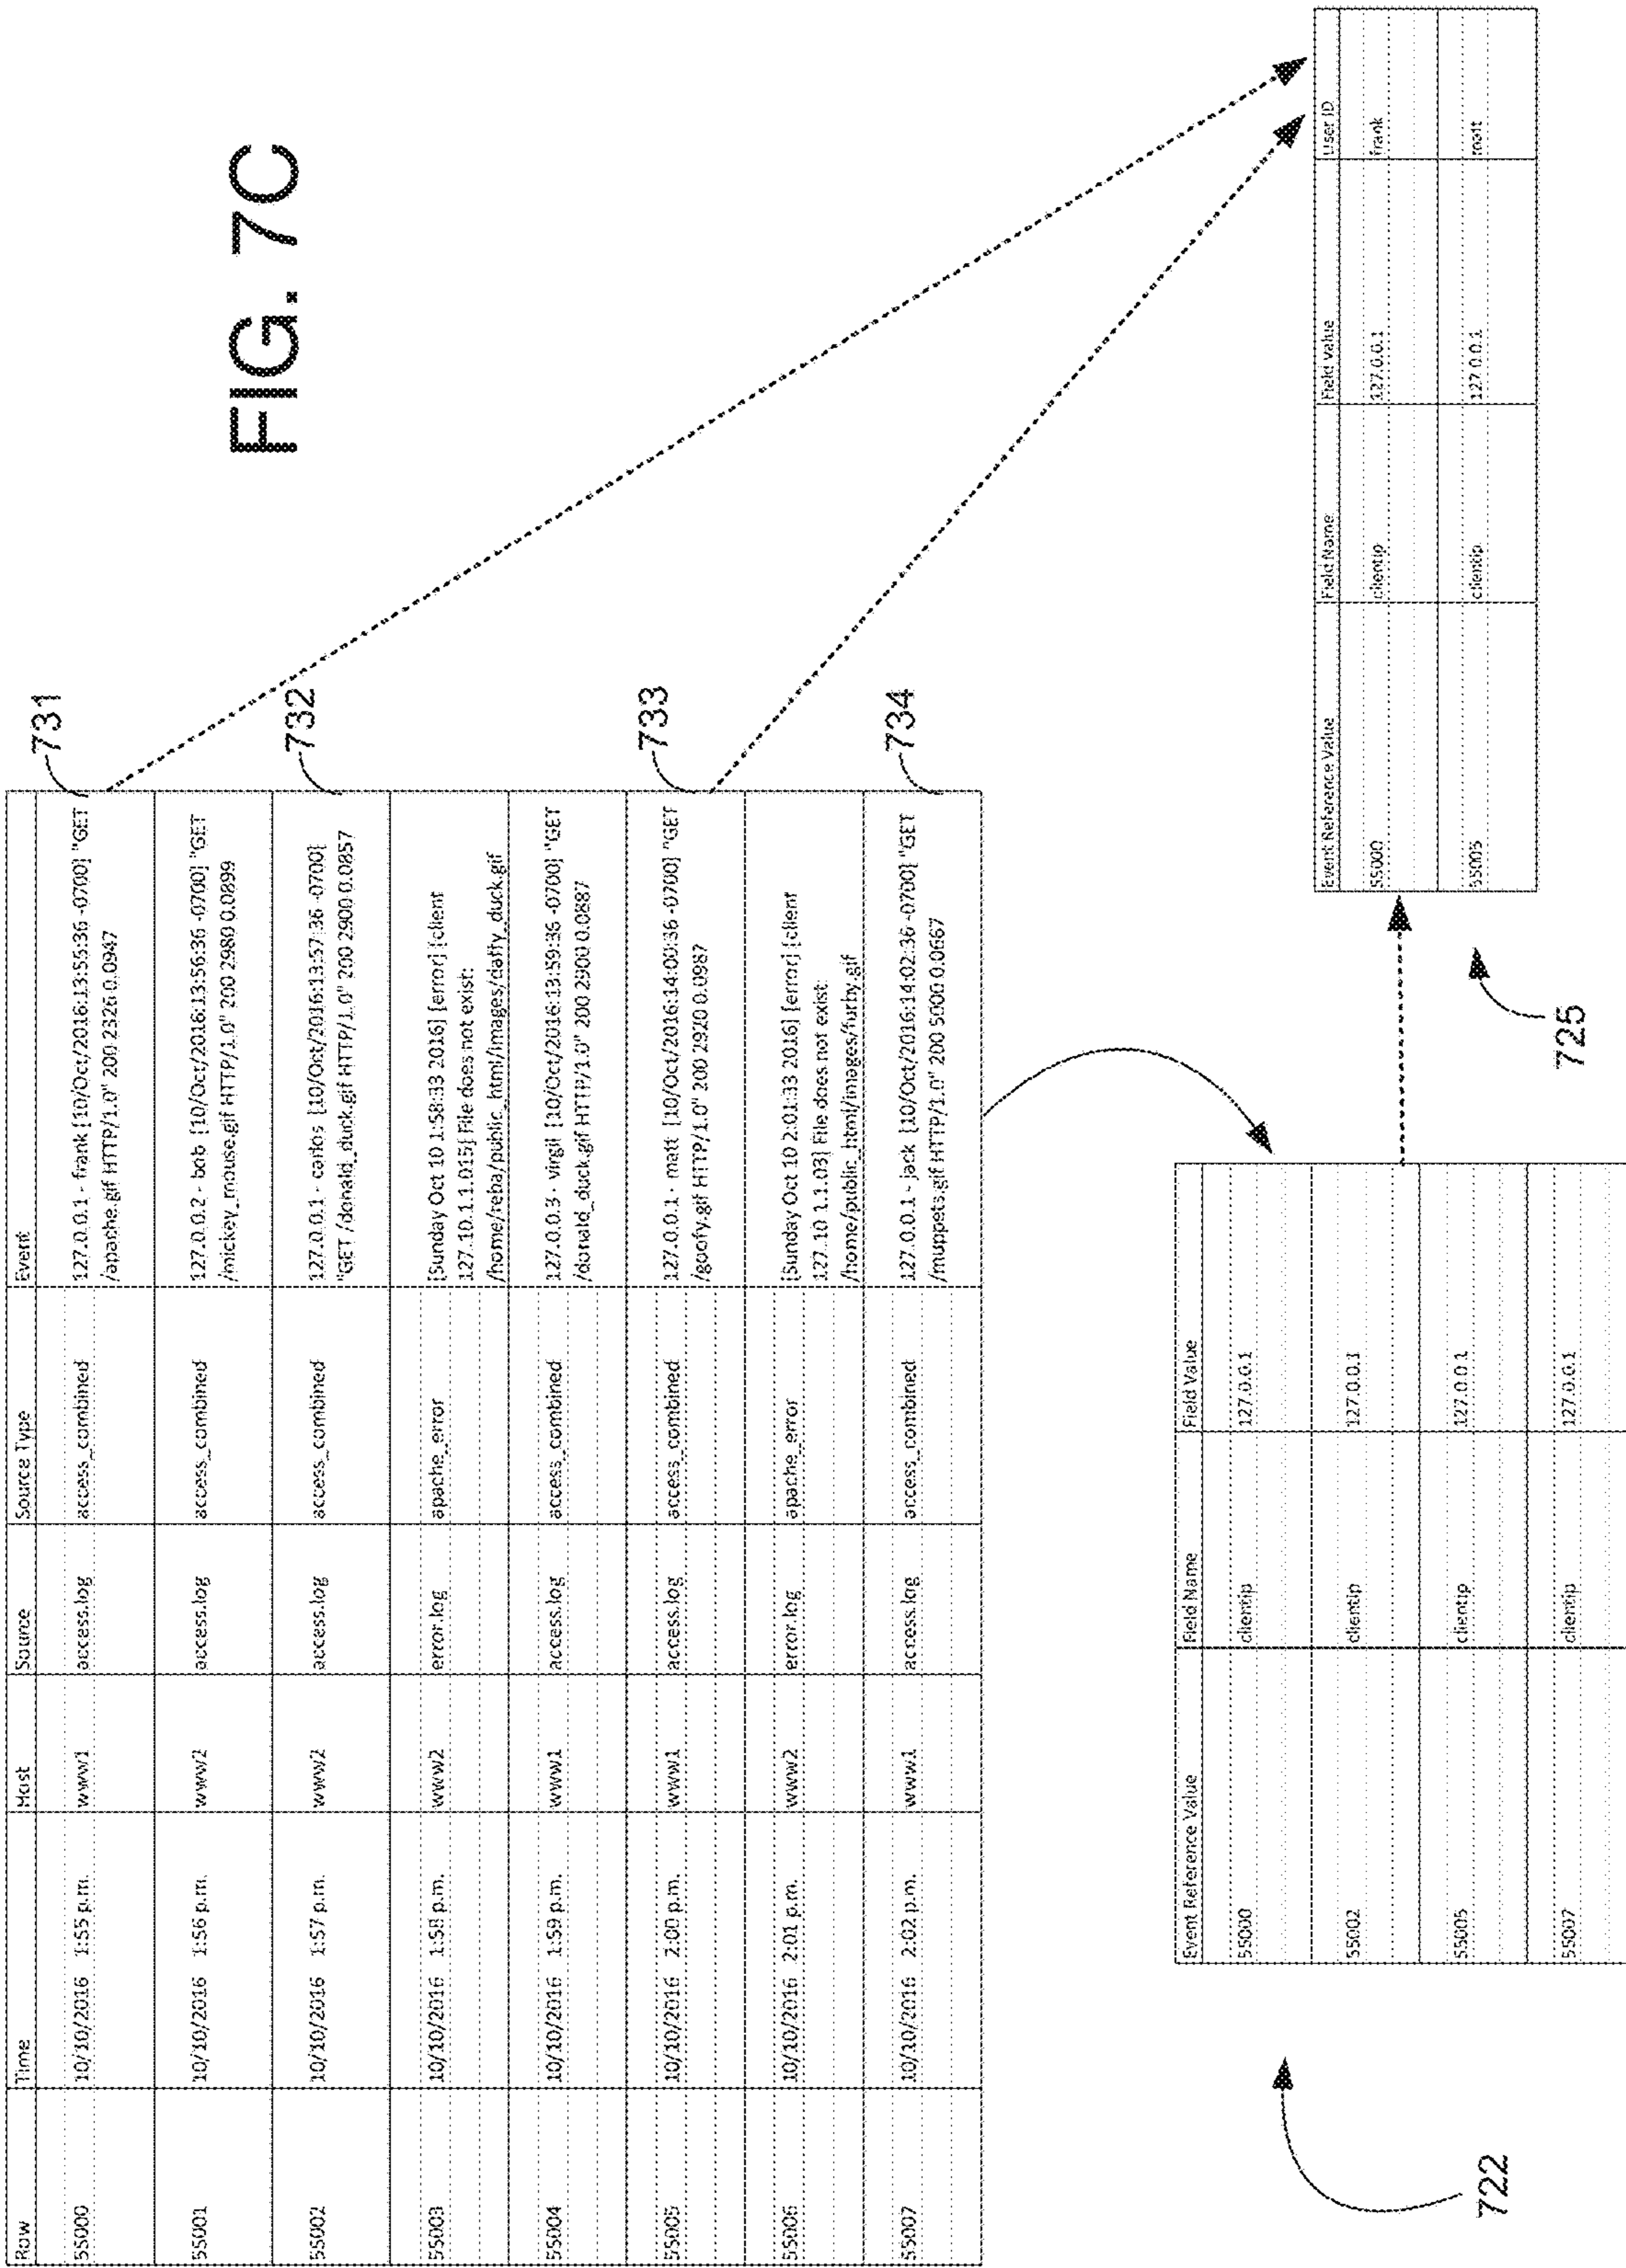 FIG. 7C
Row Time Host Source Source Type Event
55000 10/10/2016 1:55 p.m. www1 access.log access_combined 127.0.0.1 - frank [10/Oct/2016:13:55:36 -0700] "GET
/apache.gif HTTP/1.0" 200 2326 0.0947
731
55001 10/10/2016 1:56 p.m. www2 access.log access_combined 127.0.0.2 - bob [10/Oct/2016:13:56:36 -0700] "GET
/mickey_mouse.gif HTTP/1.0" 200 2980 0.0899
55002 10/10/2016 1:57 p.m. www2 access.log access_combined 127.0.0.1 - carlos [10/Oct/2016:13:57:36 -0700]
"GET /donald_duck.gif HTTP/1.0" 200 2900 0.0857
732
55003 10/10/2016 1:58 p.m. www2 error.log apache_error [Sunday Oct 10 1:58:33 2016] [error] [client
127.10.1.1.015] File does not exist:
/home/reba/public_html/images/daffy_duck.gif
55004 10/10/2016 1:59 p.m. www1 access.log access_combined 127.0.0.3 - virgil [10/Oct/2016:13:59:36 -0700] "GET
/donald_duck.gif HTTP/1.0" 200 2900 0.0887
55005 10/10/2016 2:00 p.m. www1 access.log access_combined 127.0.0.1 - matt [10/Oct/2016:14:00:36 -0700] "GET
/goofy.gif HTTP/1.0" 200 2920 0.0987
733
55006 10/10/2016 2:01 p.m. www2 error.log apache_error [Sunday Oct 10 2:01:33 2016] [error] [client
127.10.1.1.03] File does not exist:
/home/public_html/images/furby.gif
55007 10/10/2016 2:02 p.m. www1 access.log access_combined 127.0.0.1 - jack [10/Oct/2016:14:02:36 -0700] "GET
/muppets.gif HTTP/1.0" 200 5000 0.0667
734
722
Event Reference Value Field Name Field Value
55000 clientip 127.0.0.1
55002 clientip 127.0.0.1
55005 clientip 127.0.0.1
55007 clientip 127.0.0.1
725
Event Reference Value Field Name Field Value User ID
55000 clientip 127.0.0.1 frank
55005 clientip 127.0.0.1 matt